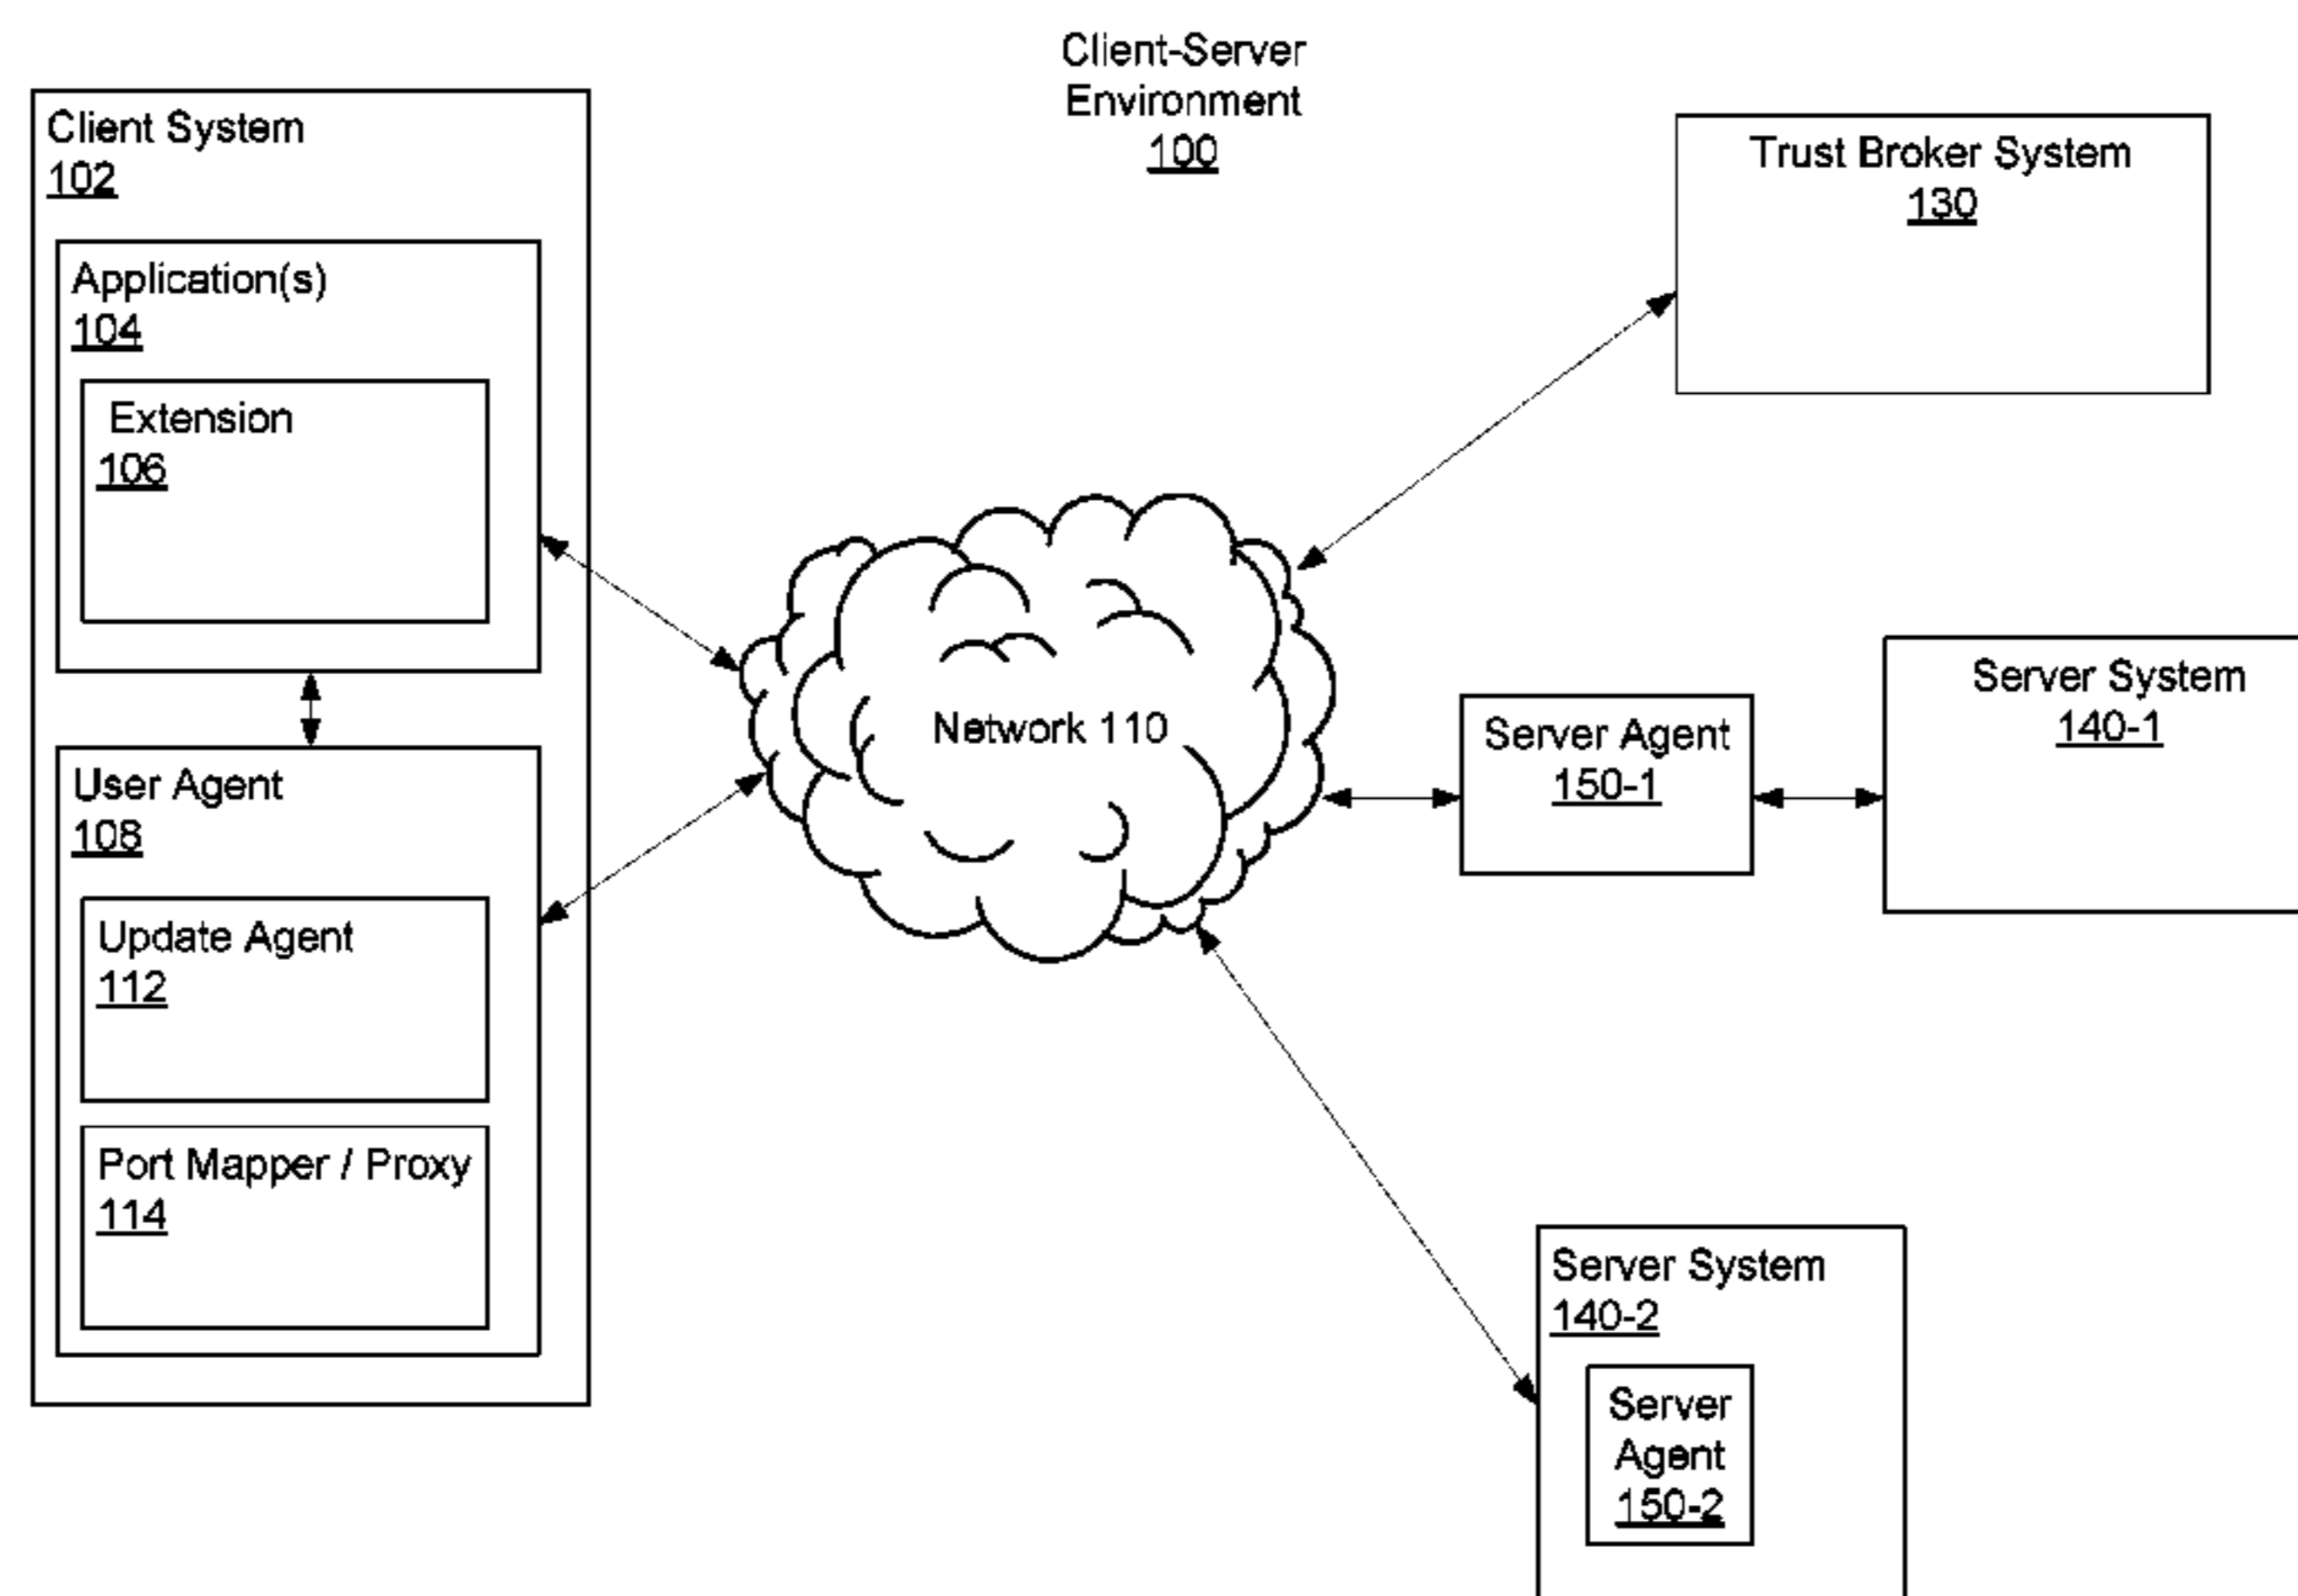 Client-Server
Environment
100
Client System
102
Application(s)
104
Extension
106
User Agent
108
Update Agent
112
Port Mapper / Proxy
114
Network 110
Trust Broker System
130
Server Agent
150-1
Server System
140-1
Server System
140-2
Server
Agent
150-2